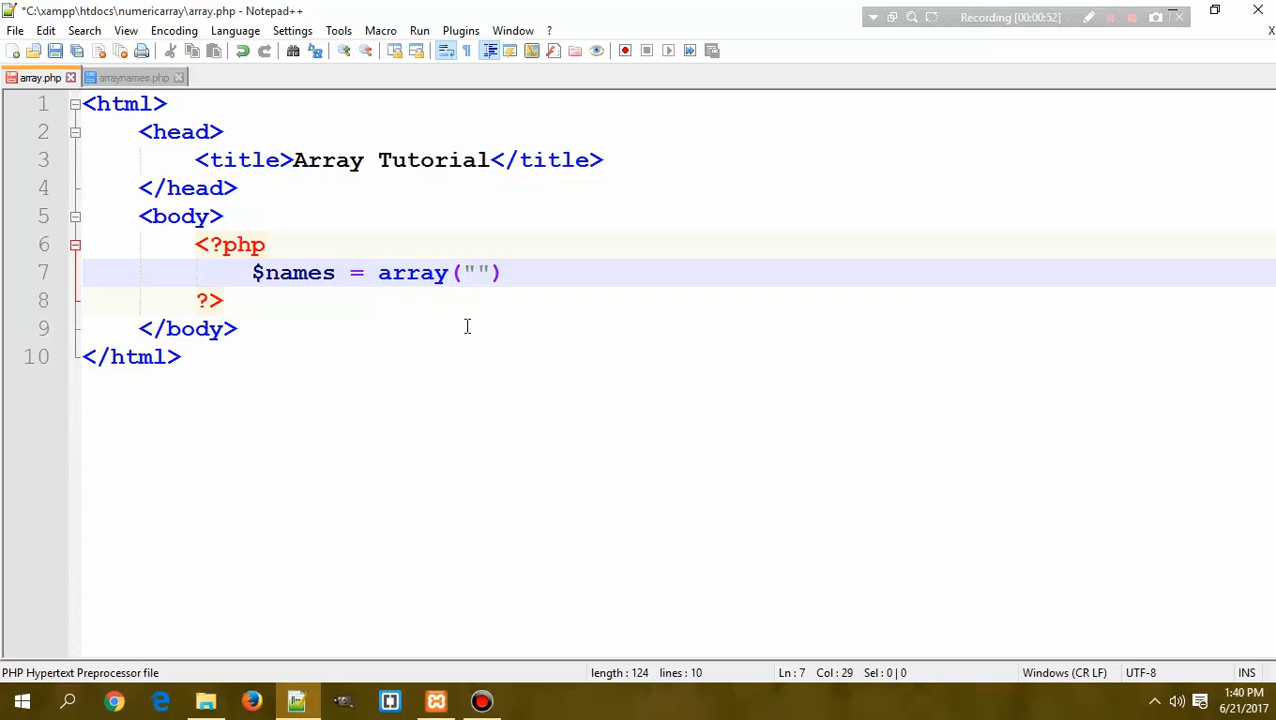 *C:\xampp\htdocs\numericarray\array.php - Notepad++
Recording [00:00:52]
File Edit Search View Encoding Language Settings Tools Macro Run Plugins Window ? X
array.php arraynames.php
1 <html>
2 <head>
3 <title>Array Tutorial</title>
4 </head>
5 <body>
6 <?php
7 $names = array("")
8 ?>
9 </body>
10 </html>
PHP Hypertext Preprocessor file length : 124 lines : 10 Ln : 7 Col : 29 Sel : 0 | 0 Windows (CR LF) UTF-8 INS
1:40 PM
6/21/2017